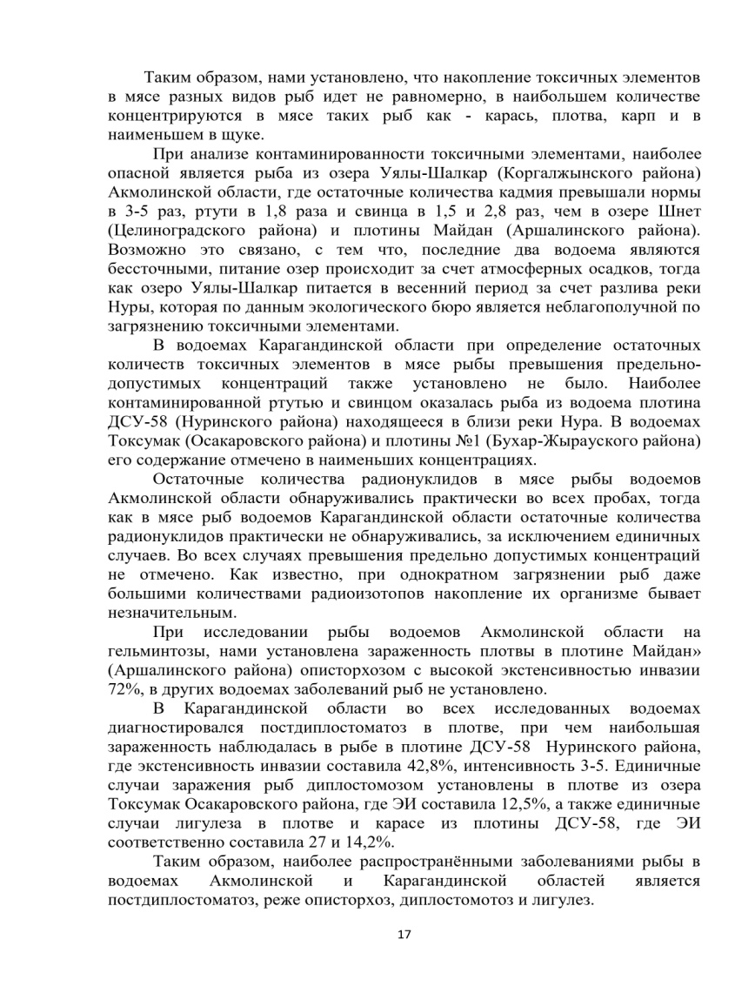 Таким образом, нами установлено, что накопление токсичных элементов
в мясе разных видов рыб идет не равномерно, в наибольшем количестве
концентрируются в мясе таких рыб как - карась, плотва, карп и в
наименьшем в щуке.
При анализе контаминированности токсичными элементами, наиболее
опасной является рыба из озера Уялы-Шалкар (Коргалжынского района)
Акмолинской области, где остаточные количества кадмия превышали нормы
в 3-5 раз, ртути в 1,8 раза и свинца в 1,5 и 2,8 раз, чем в озере Шнет
(Целиноградского района) и плотины Майдан (Аршалинского района).
Возможно это связано, с тем что, последние два водоема являются
бессточными, питание озер происходит за счет атмосферных осадков, тогда
как озеро Уялы-Шалкар питается в весенний период за счет разлива реки
Нуры, которая по данным экологического бюро является неблагополучной по
загрязнению токсичными элементами.
В водоемах Карагандинской области при определение остаточных
количеств токсичных элементов в мясе рыбы превышения предельно-
допустимых концентраций также установлено не было. Наиболее
контаминированной ртутью и свинцом оказалась рыба из водоема плотина
ДСУ-58 (Нуринского района) находящееся в близи реки Нура. В водоемах
Токсумак (Осакаровского района) и плотины №1 (Бухар-Жырауского района)
его содержание отмечено в наименьших концентрациях.
Остаточные количества радионуклидов в мясе рыбы водоемов
Акмолинской области обнаруживались практически во всех пробах, тогда
как в мясе рыб водоемов Карагандинской области остаточные количества
радионуклидов практически не обнаруживались, за исключением единичных
случаев. Во всех случаях превышения предельно допустимых концентраций
не отмечено. Как известно, при однократном загрязнении рыб даже
большими количествами радиоизотопов накопление их организме бывает
незначительным.
При исследовании рыбы водоемов Акмолинской области на
гельминтозы, нами установлена зараженность плотвы в плотине Майдан»
(Аршалинского района) описторхозом с высокой экстенсивностью инвазии
72%, в других водоемах заболеваний рыб не установлено.
В Карагандинской области во всех исследованных водоемах
диагностировался постдиплостоматоз в плотве, при чем наибольшая
зараженность наблюдалась в рыбе в плотине ДСУ-58 Нуринского района,
где экстенсивность инвазии составила 42,8%, интенсивность 3-5. Единичные
случаи заражения рыб диплостомозом установлены в плотве из озера
Токсумак Осакаровского района, где ЭИ составила 12,5%, а также единичные
случаи лигулеза в плотве и карасе из плотины ДСУ-58, где ЭИ
соответственно составила 27 и 14,2%.
Таким образом, наиболее распространёнными заболеваниями рыбы в
водоемах Акмолинской и Карагандинской областей является
постдиплостоматоз, реже описторхоз, диплостомотоз и лигулез.
17